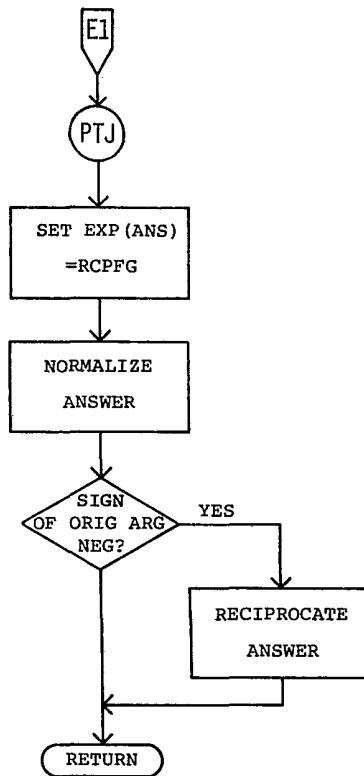 E1
PTJ
SET EXP(ANS)
=RCPFG
NORMALIZE
ANSWER
SIGN
OF ORIG ARG
NEG?
YES
RECIPROCATE
ANSWER
RETURN